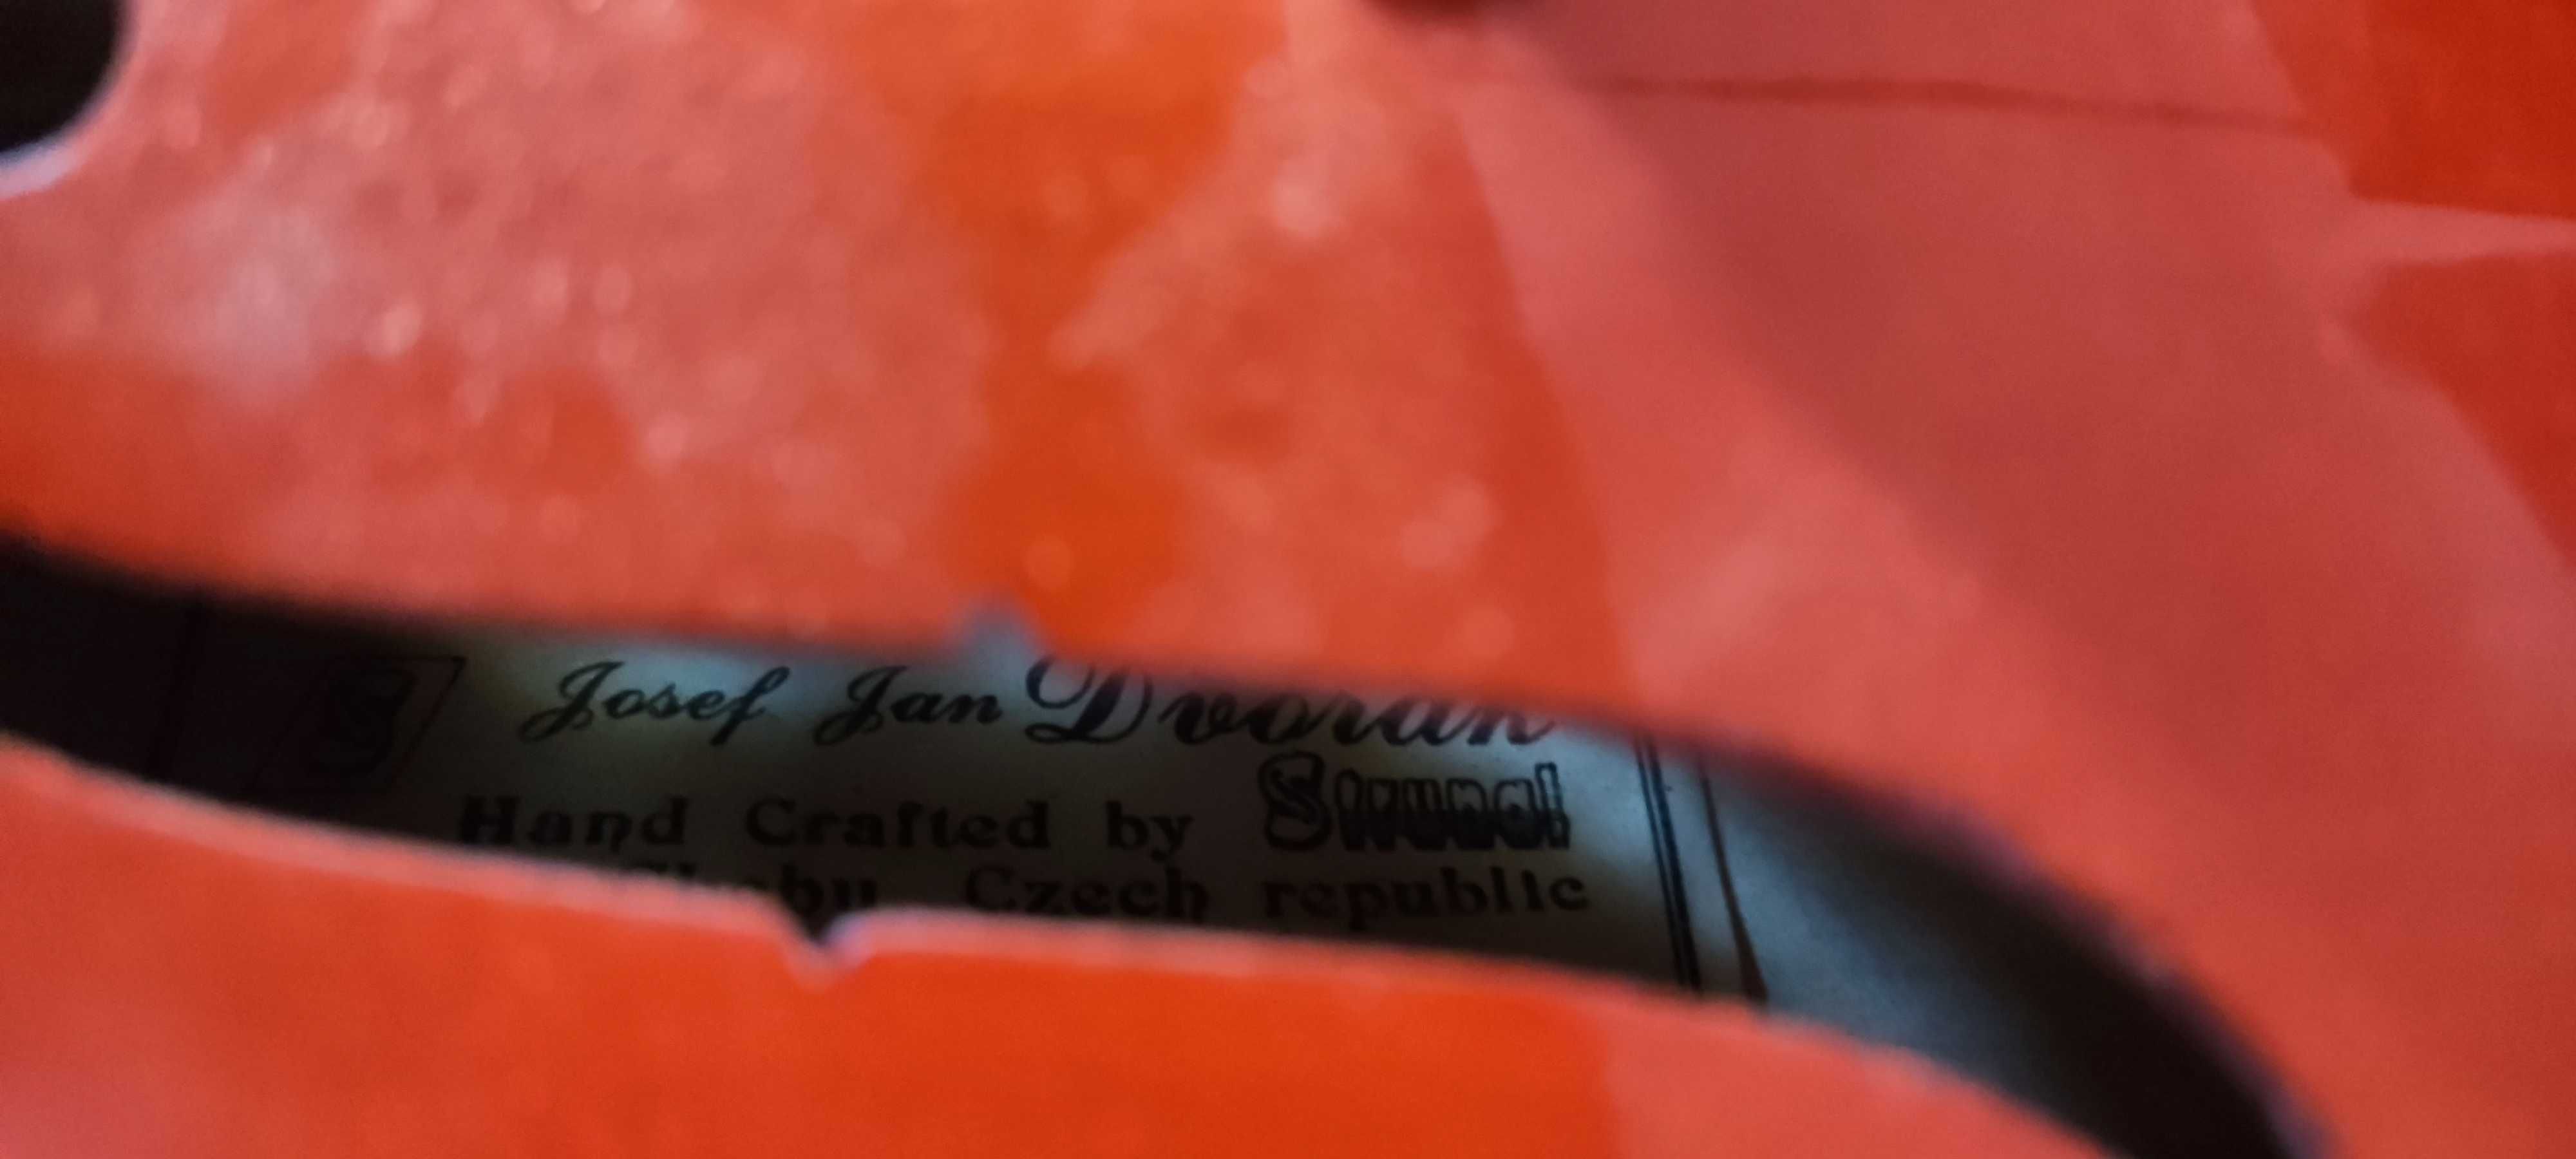 S
Josef Jan Dvorak
Hand Crafted by Strunal
Czech republic